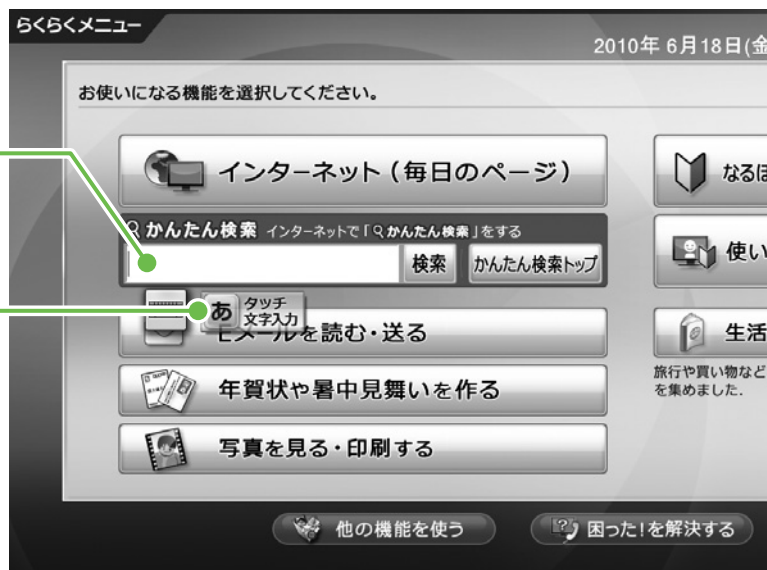 らくらくメニュー
2010年 6月18日(金
お使いになる機能を選択してください。
インターネット（毎日のページ）
かんたん検索 インターネットで「かんたん検索」をする
検索 かんたん検索トップ
あ タッチ
文字入力
Eメールを読む・送る
年賀状や暑中見舞いを作る
写真を見る・印刷する
なるほ
使い
生活
旅行や買い物など
を集めました.
他の機能を使う
困った!を解決する